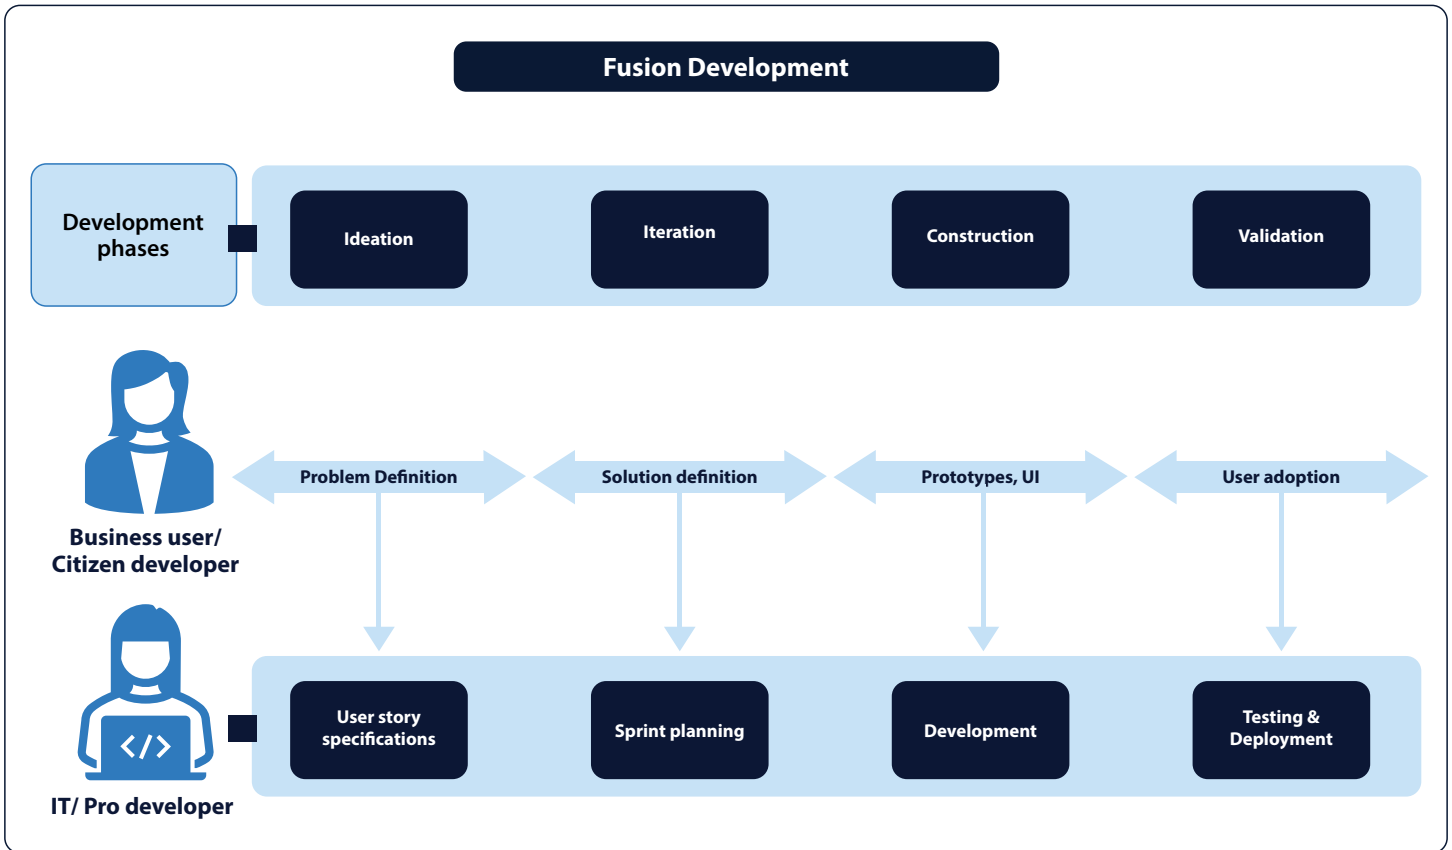 Fusion Development
Development
phases
Ideation
Iteration
Construction
Validation
Problem Definition
Solution definition
Prototypes, UI
User adoption
Business user/
Citizen developer
User story
specifications
Sprint planning
Development
Testing &
Deployment
</>
IT/ Pro developer